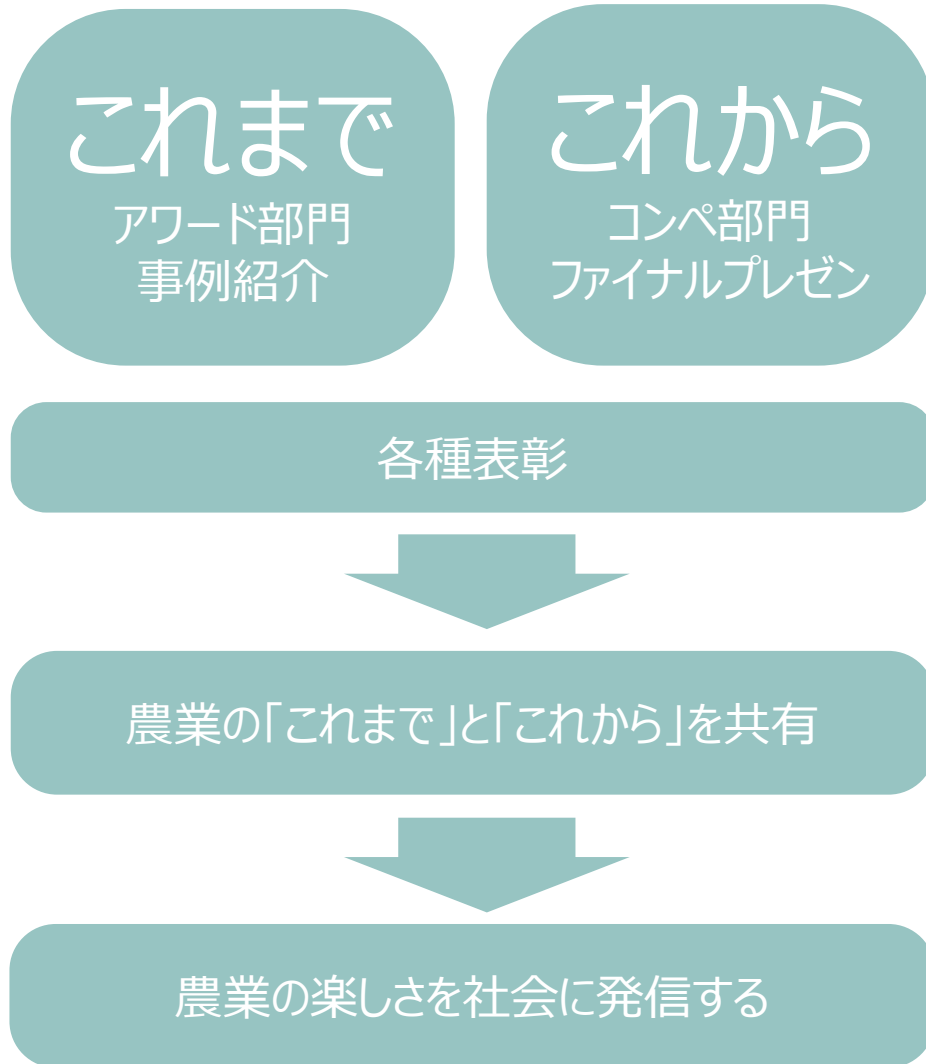 これまで
アワード部門
事例紹介
これから
コンペ部門
ファイナルプレゼン
各種表彰
農業の「これまで」と「これから」を共有
農業の楽しさを社会に発信する